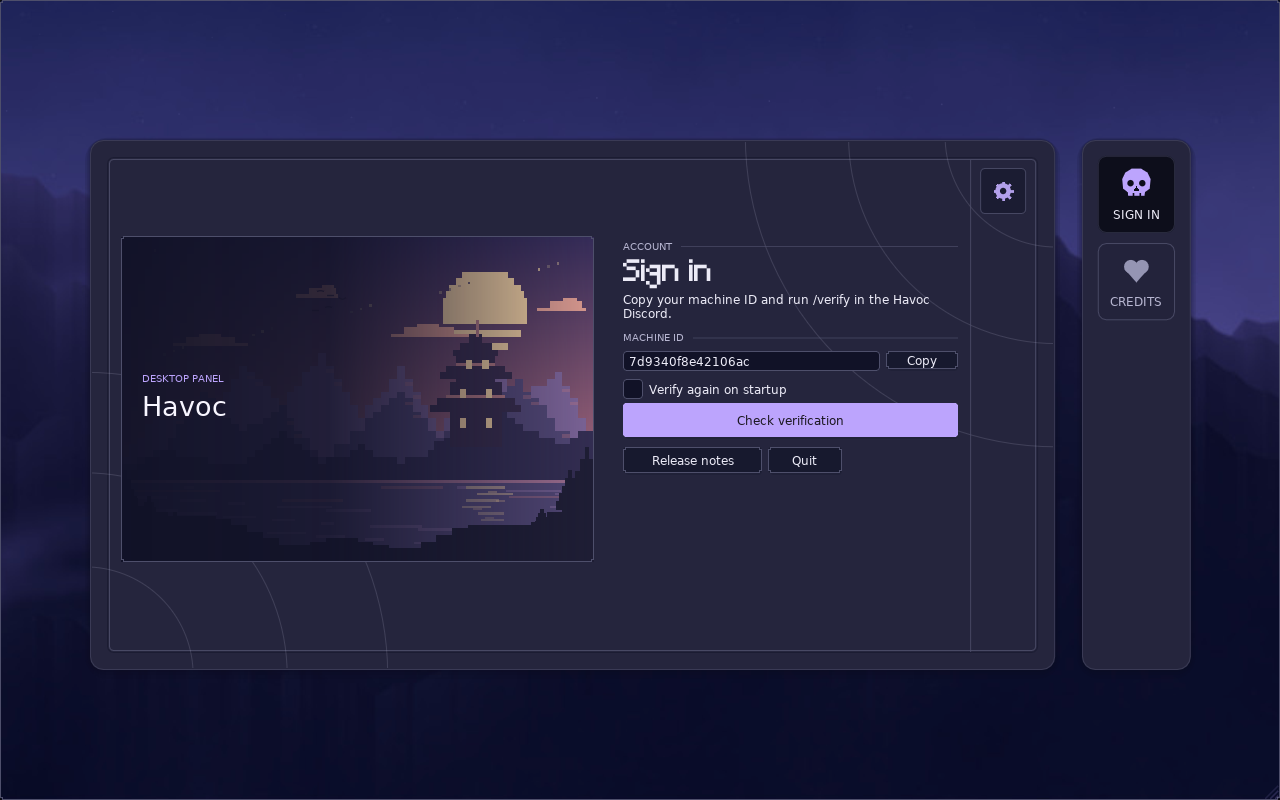 DESKTOP PANEL
Havoc
ACCOUNT
Sign in
Copy your machine ID and run /verify in the Havoc
Discord.
MACHINE ID
7d9340f8e42106ac
Copy
Verify again on startup
Check verification
Release notes
Quit
SIGN IN
CREDITS